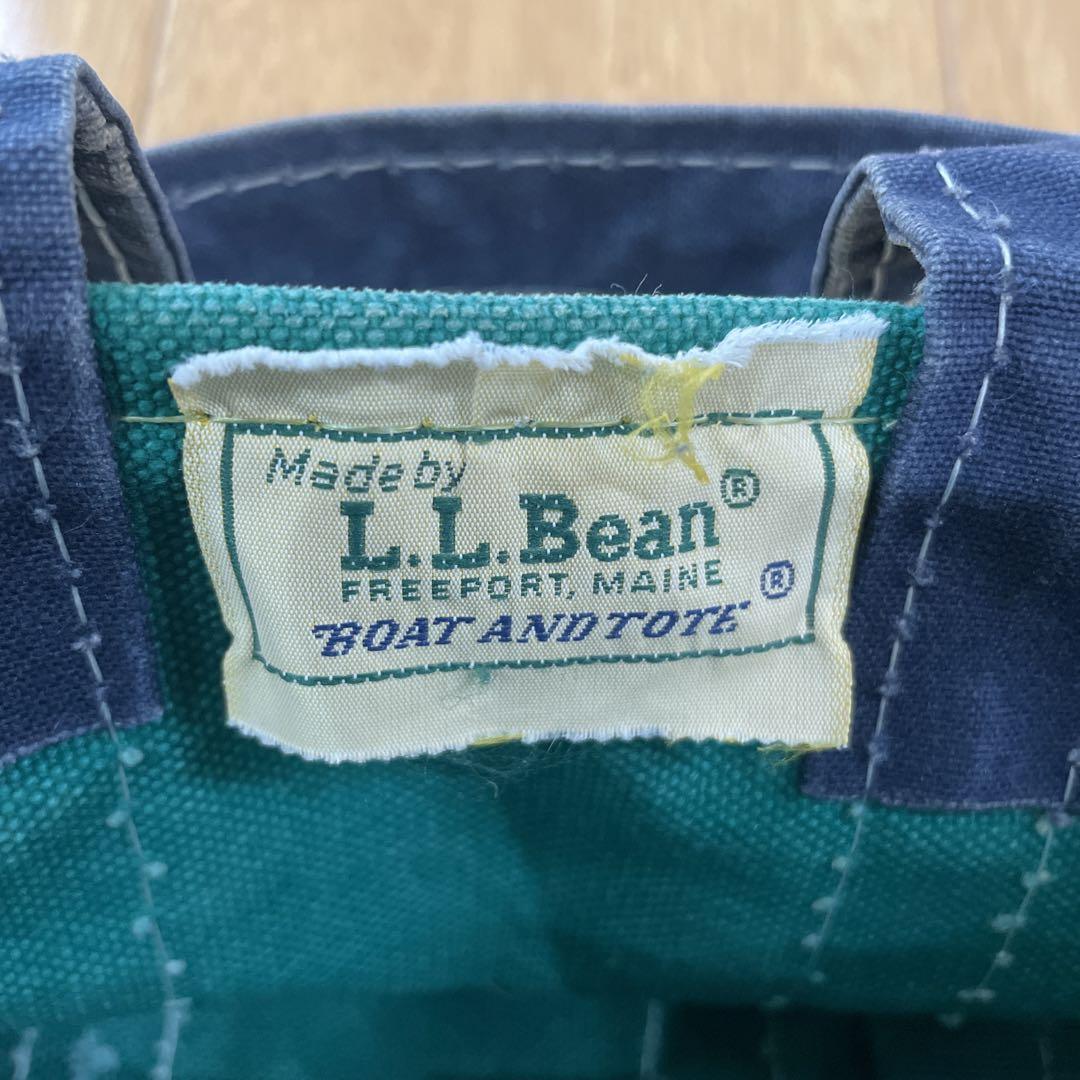 Made by
L.L.Bean®
FREEPORT, MAINE
BOAT AND TOTE®